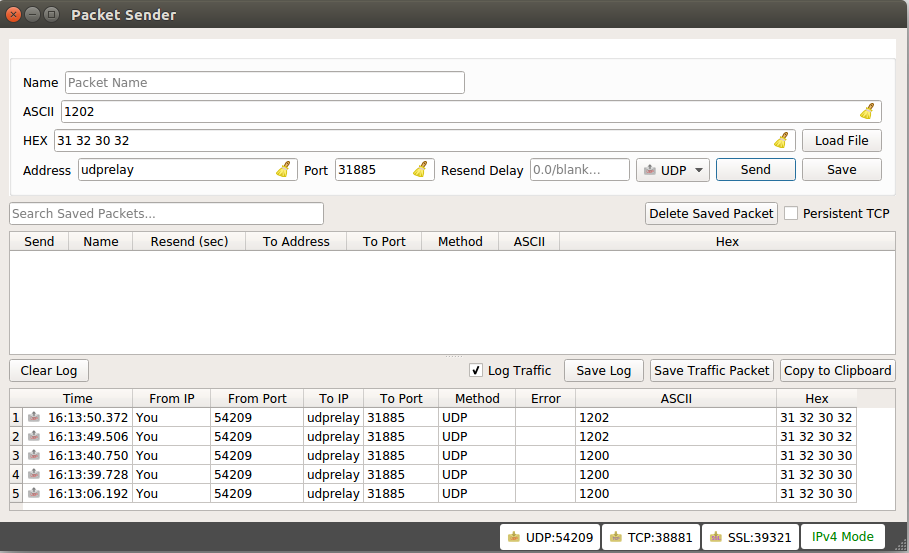 Packet Sender
Name Packet Name
ASCII 1202
HEX 31 32 30 32 Load File
Address udprelay Port 31885 Resend Delay 0.0/blank... UDP Send Save
Search Saved Packets... Delete Saved Packet Persistent TCP
Send Name Resend (sec) To Address To Port Method ASCII Hex
Clear Log Log Traffic Save Log Save Traffic Packet Copy to Clipboard
Time From IP From Port To IP To Port Method Error ASCII Hex
1 16:13:50.372 You 54209 udprelay 31885 UDP 1202 31 32 30 32
2 16:13:49.506 You 54209 udprelay 31885 UDP 1202 31 32 30 32
3 16:13:40.750 You 54209 udprelay 31885 UDP 1200 31 32 30 30
4 16:13:39.728 You 54209 udprelay 31885 UDP 1200 31 32 30 30
5 16:13:06.192 You 54209 udprelay 31885 UDP 1200 31 32 30 30
UDP:54209 TCP:38881 SSL:39321 IPv4 Mode